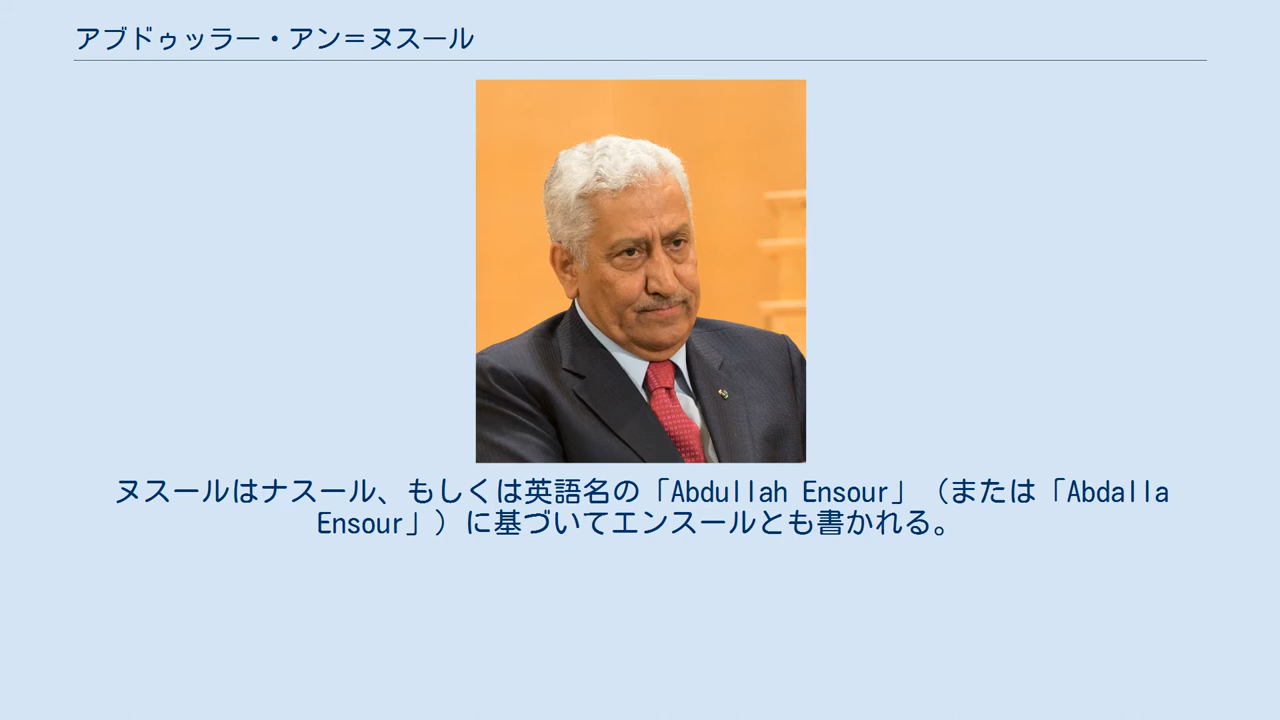 アブドゥッラー・アン＝ヌスール
ヌスールはナスール、もしくは英語名の「Abdullah Ensour」（または「Abdalla
Ensour」）に基づいてエンスールとも書かれる。